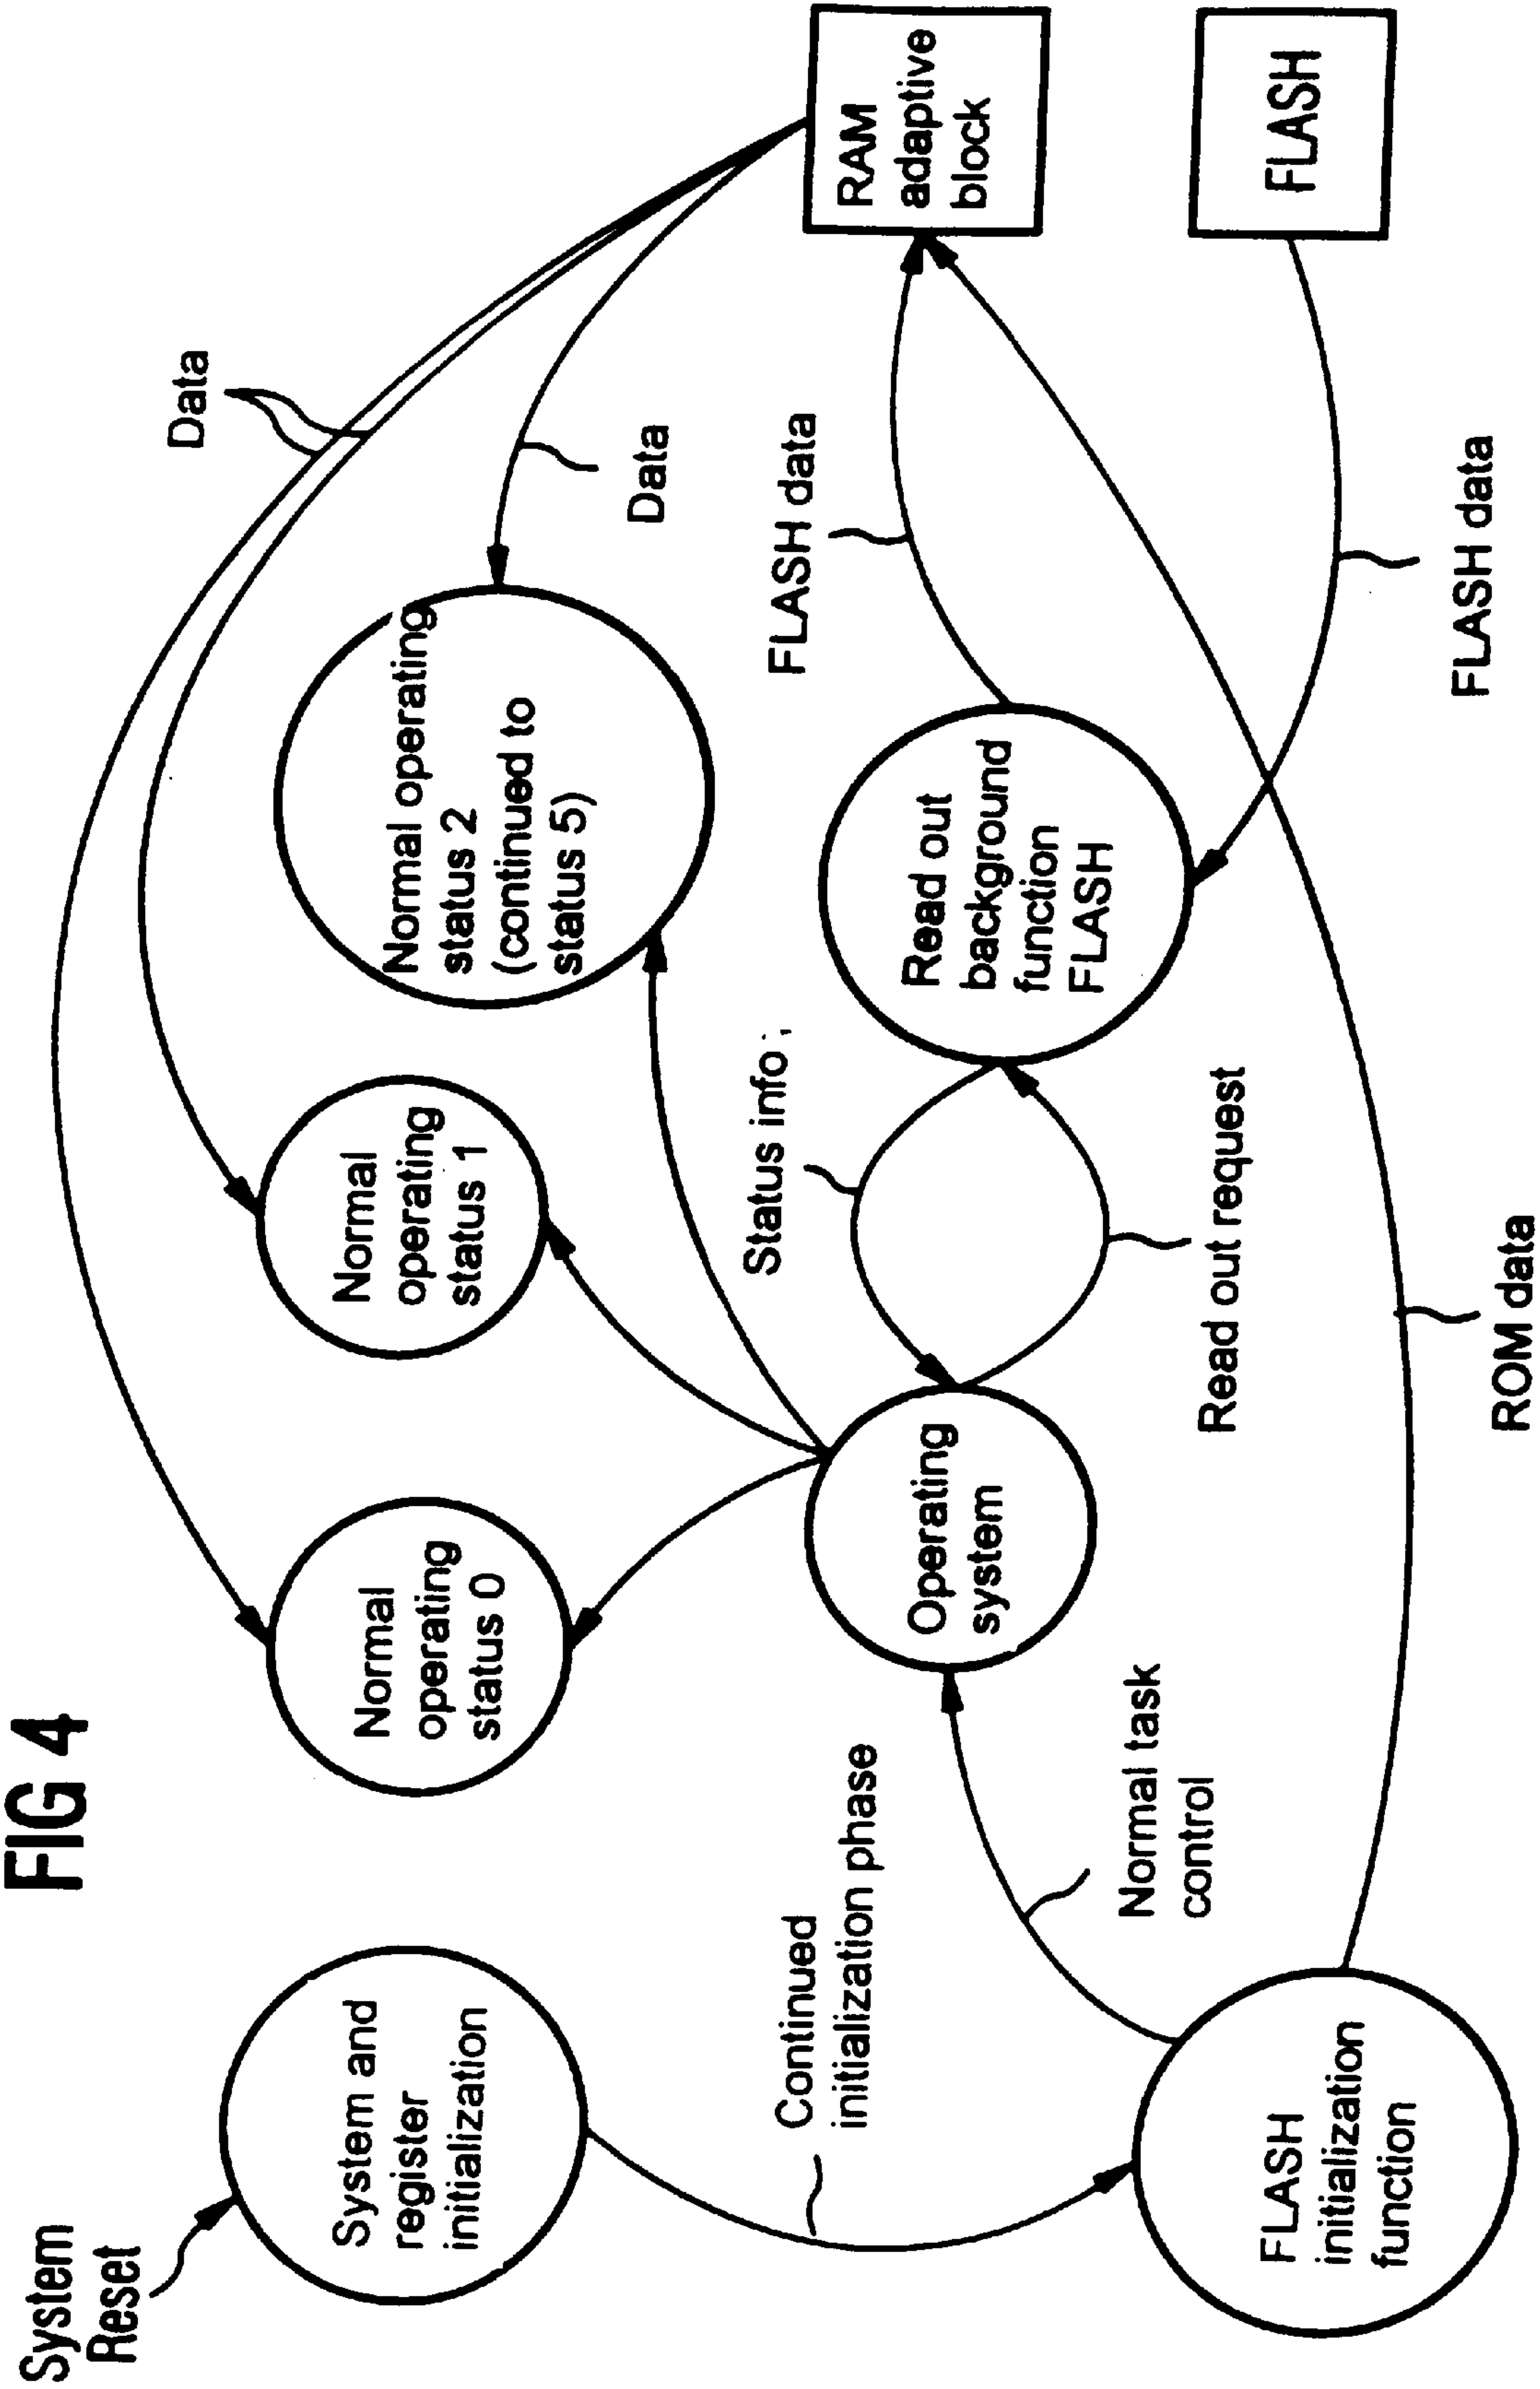 FIG 4
System
Reset
System and
register
initialization
Normal
operating
status 0
Normal
operating
status 1
Normal operating
status 2
(continued to
status 5)
Data
Data
Continued
initialization phase
Status info
FLASH data
RAM
adaptive
block
Operating
system
Read out
background
function
FLASH
Normal task
control
Read out request
FLASH
FLASH
initialization
function
ROM data
FLASH data